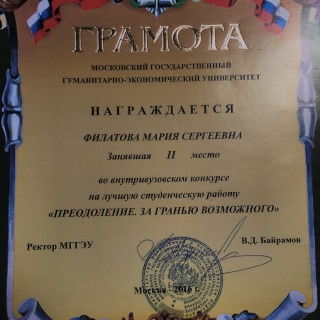 ГРАМОТА
МОСКОВСКИЙ ГОСУДАРСТВЕННЫЙ
ГУМАНИТАРНО-ЭКОНОМИЧЕСКИЙ УНИВЕРСИТЕТ
НАГРАЖДАЕТСЯ
ФИЛАТОВА МАРИЯ СЕРГЕЕВНА
Занявшая II место
во внутривузовском конкурсе
на лучшую студенческую работу
«ПРЕОДОЛЕНИЕ. ЗА ГРАНЬЮ ВОЗМОЖНОГО»
Ректор МГГЭУ В.Д. Байрамов
Москва - 2016 г.